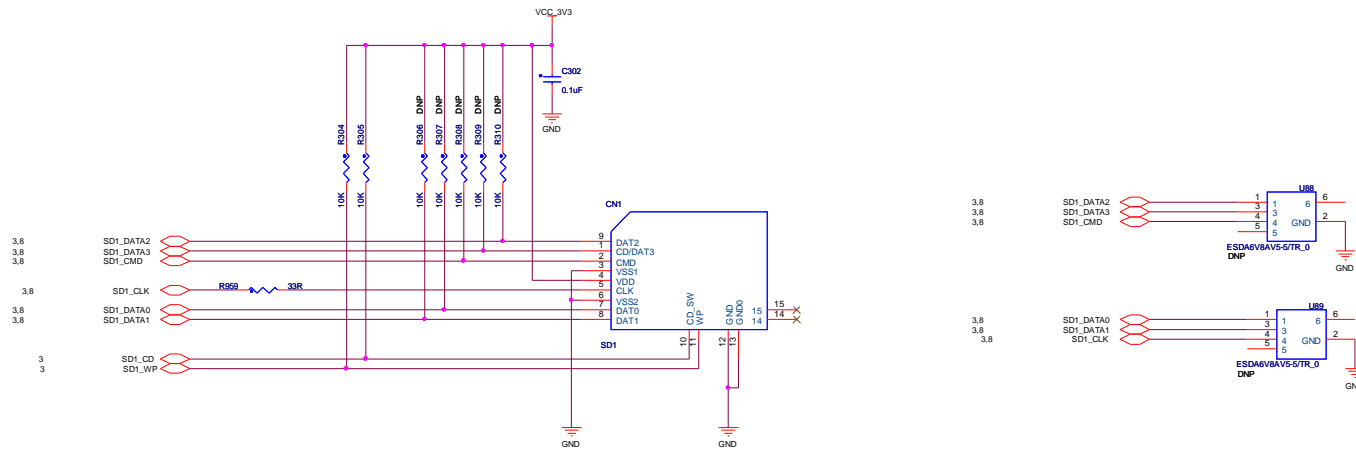 VCC_3V3
C302
0.1uF
GND
DNP DNP DNP DNP DNP
R304 R305 R306 R307 R308 R309 R310
10K 10K 10K 10K 10K 10K 10K
CN1
3,8 SD1_DATA2 9 DAT2
3,8 SD1_DATA3 1 CD/DAT3
3,8 SD1_CMD 2 CMD
3 VSS1
4 VDD
3,8 SD1_CLK R959 33R 5 CLK
6 VSS2
3,8 SD1_DATA0 7 DAT0 15 15
3,8 SD1_DATA1 8 DAT1 14 14
CD_SW WP GND GND0
10 11 12 13
SD1
3 SD1_CD
3 SD1_WP
GND GND
U88
3,8 SD1_DATA2 1 1 6 6
3,8 SD1_DATA3 3 3
3,8 SD1_CMD 4 4 GND 2
5 5
ESDA6V8AV5-5/TR_0
DNP
GND
U89
3,8 SD1_DATA0 1 1 6 6
3,8 SD1_DATA1 3 3
3,8 SD1_CLK 4 4 GND 2
5 5
ESDA6V8AV5-5/TR_0
DNP